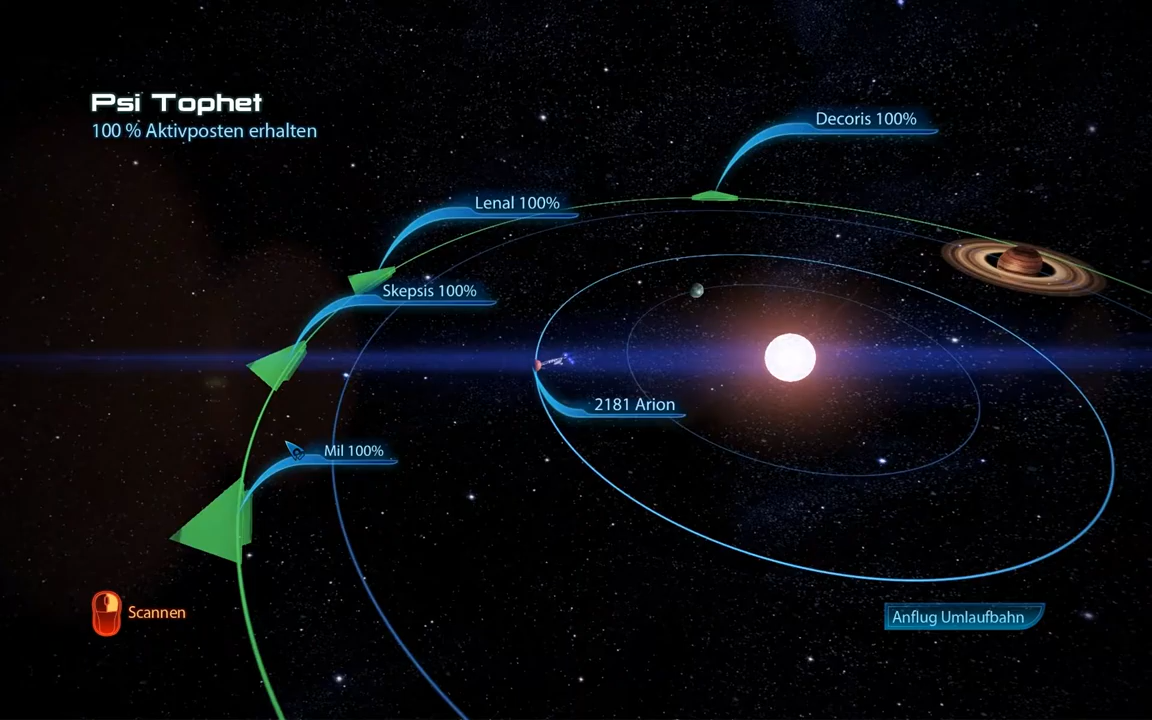 Psi Tophet
100 % Aktivposten erhalten
Decoris 100%
Lenal 100%
Skepsis 100%
2181 Arion
Mil 100%
Scannen
Anflug Umlaufbahn